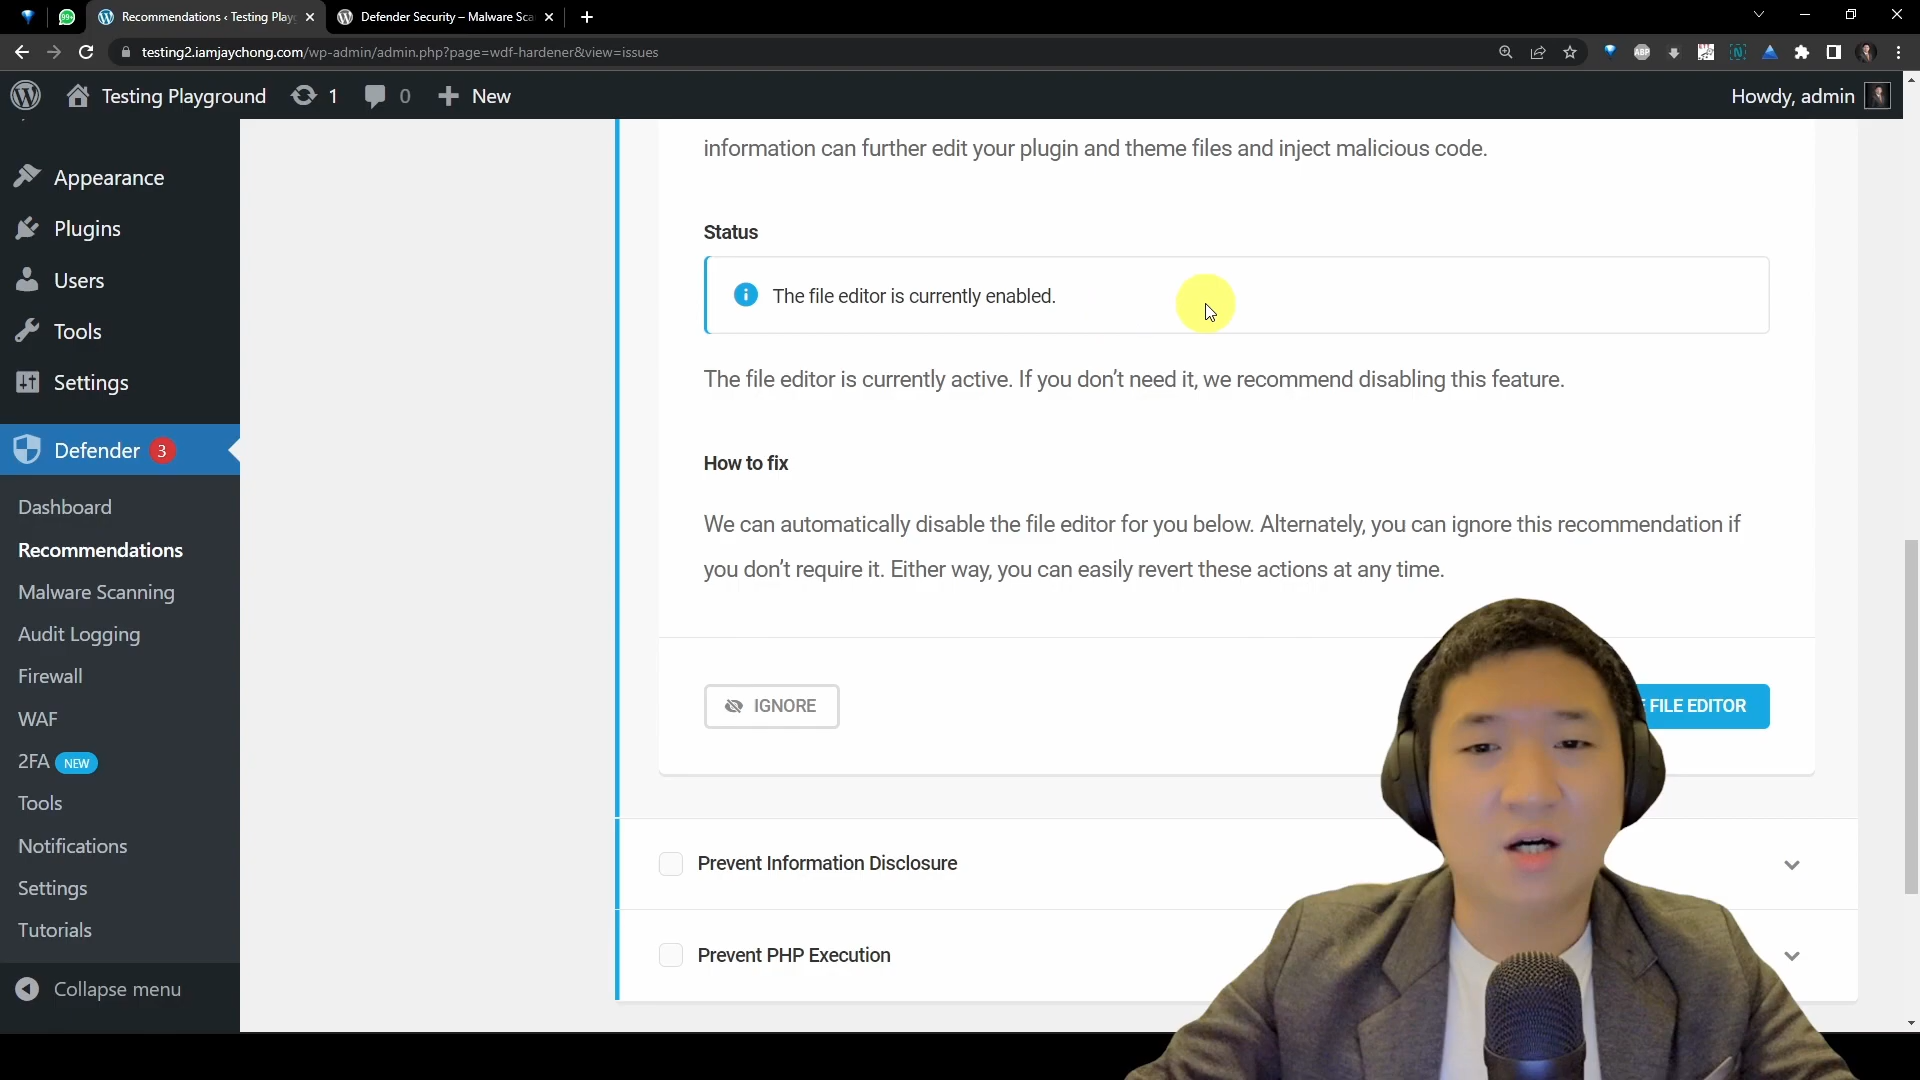 99+
Recommendations ‹ Testing Play
Defender Security – Malware Sca
testing2.iamjaychong.com/wp-admin/admin.php?page=wdf-hardener&view=issues
ABP
Testing Playground
1
0
New
Howdy, admin
Appearance
Plugins
Users
Tools
Settings
Defender 3
Dashboard
Recommendations
Malware Scanning
Audit Logging
Firewall
WAF
2FA NEW
Tools
Notifications
Settings
Tutorials
Collapse menu
information can further edit your plugin and theme files and inject malicious code.
Status
The file editor is currently enabled.
The file editor is currently active. If you don’t need it, we recommend disabling this feature.
How to fix
We can automatically disable the file editor for you below. Alternately, you can ignore this recommendation if
you don’t require it. Either way, you can easily revert these actions at any time.
IGNORE
FILE EDITOR
Prevent Information Disclosure
Prevent PHP Execution